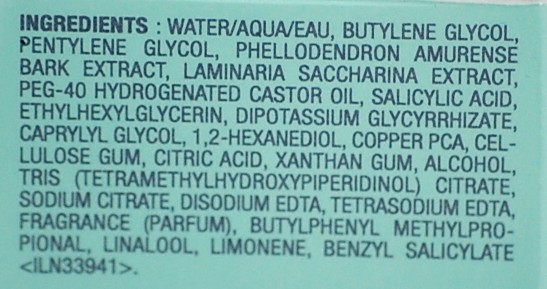 INGREDIENTS : WATER/AQUA/EAU, BUTYLENE GLYCOL,
PENTYLENE GLYCOL, PHELLODENDRON AMURENSE
BARK EXTRACT, LAMINARIA SACCHARINA EXTRACT,
PEG-40 HYDROGENATED CASTOR OIL, SALICYLIC ACID,
ETHYLHEXYLGLYCERIN, DIPOTASSIUM GLYCYRRHIZATE,
CAPRYLYL GLYCOL, 1,2-HEXANEDIOL, COPPER PCA, CEL-
LULOSE GUM, CITRIC ACID, XANTHAN GUM, ALCOHOL,
TRIS (TETRAMETHYLHYDROXYPIPERIDINOL) CITRATE,
SODIUM CITRATE, DISODIUM EDTA, TETRASODIUM EDTA,
FRAGRANCE (PARFUM), BUTYLPHENYL METHYLPRO-
PIONAL, LINALOOL, LIMONENE, BENZYL SALICYLATE
<ILN33941>.